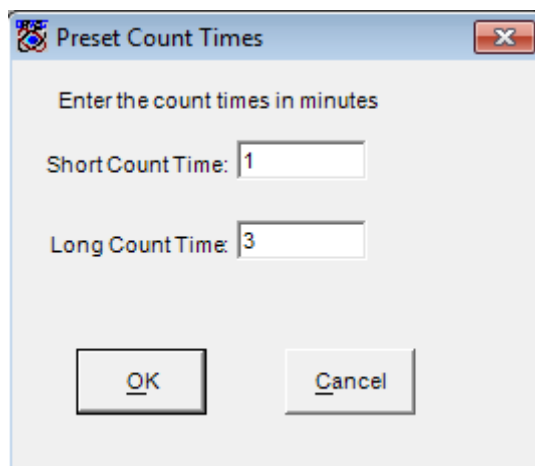 Preset Count Times
Enter the count times in minutes
Short Count Time: 1
Long Count Time: 3
OK
Cancel